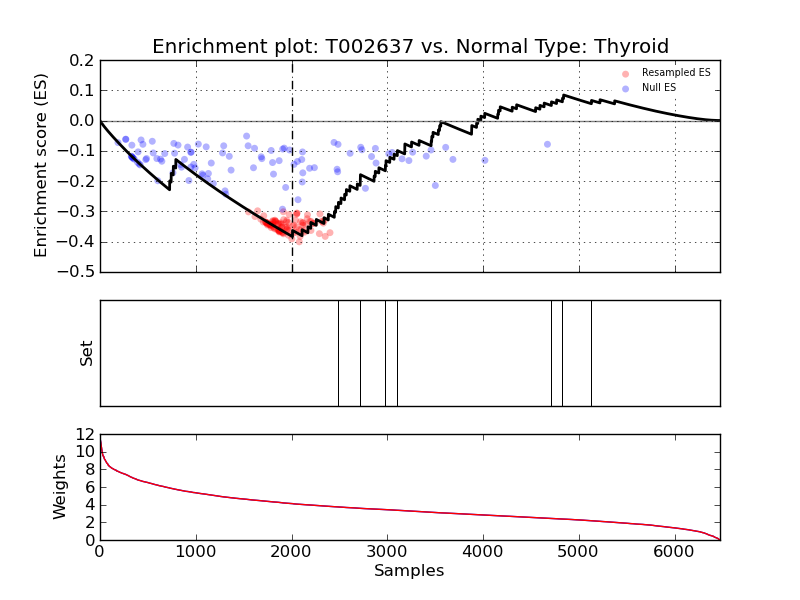 Enrichment plot: T002637 vs. Normal Type: Thyroid
Enrichment score (ES)
0.2
0.1
0.0
−0.1
−0.2
−0.3
−0.4
−0.5
Resampled ES
Null ES
Set
Weights
12
10
8
6
4
2
0
0 1000 2000 3000 4000 5000 6000
Samples